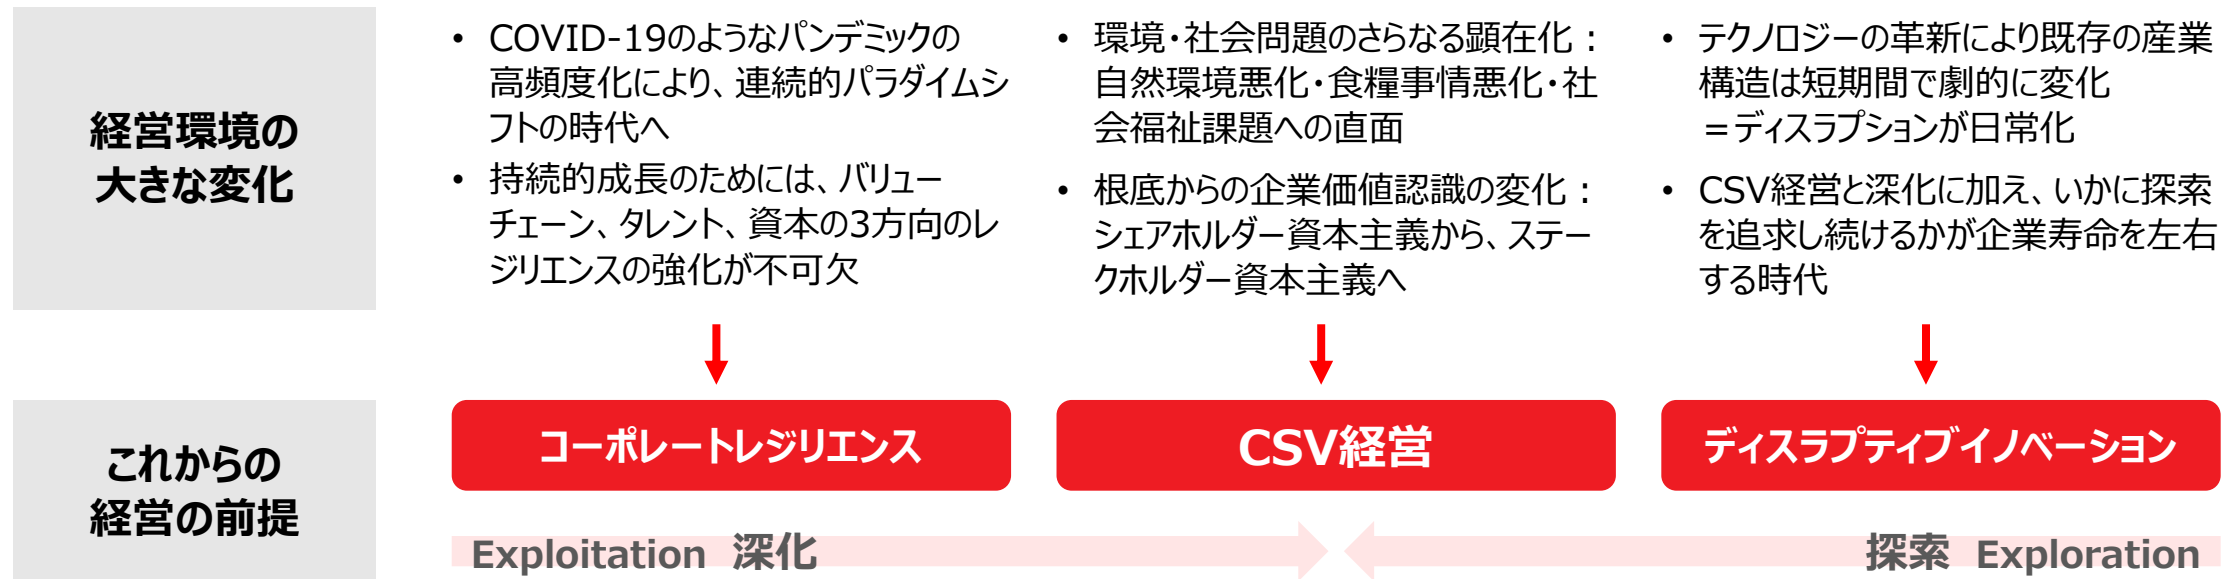 経営環境の
大きな変化
• COVID-19のようなパンデミックの
高頻度化により、連続的パラダイムシ
フトの時代へ
• 持続的成長のためには、バリュー
チェーン、タレント、資本の3方向のレ
ジリエンスの強化が不可欠
• 環境・社会問題のさらなる顕在化：
自然環境悪化・食糧事情悪化・社
会福祉課題への直面
• 根底からの企業価値認識の変化：
シェアホルダー資本主義から、ステー
クホルダー資本主義へ
• テクノロジーの革新により既存の産業
構造は短期間で劇的に変化
＝ディスラプションが日常化
• CSV経営と深化に加え、いかに探索
を追求し続けるかが企業寿命を左右
する時代
これからの
経営の前提
コーポレートレジリエンス
CSV経営
ディスラプティブイノベーション
Exploitation 深化
探索 Exploration